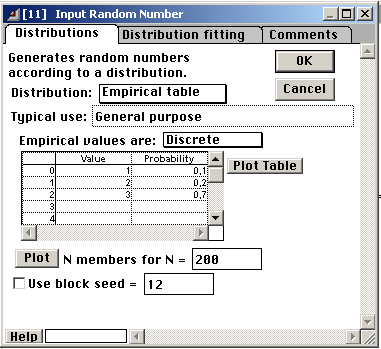 [11] Input Random Number
Distributions Distribution fitting Comments
Generates random numbers
according to a distribution.
OK
Distribution: Empirical table
Cancel
Typical use: General purpose
Empirical values are: Discrete
Value Probability
0 1 0,1
1 2 0,2
2 3 0,7
3
4
Plot Table
Plot N members for N = 200
Use block seed = 12
Help